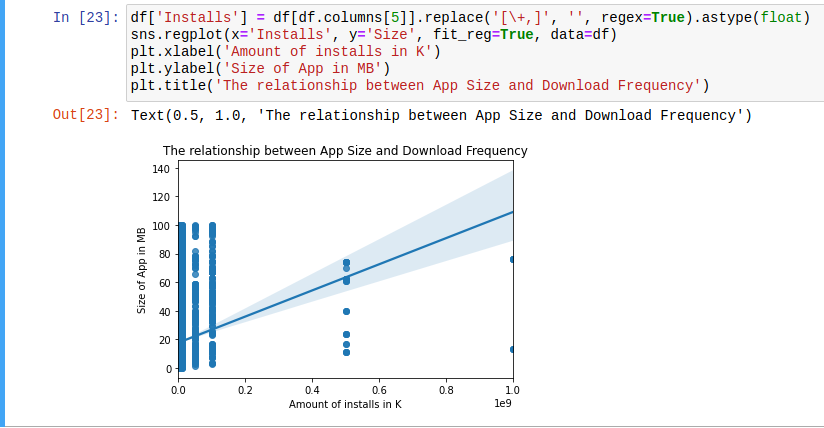 In [23]: df['Installs'] = df[df.columns[5]].replace('[\+,]', '', regex=True).astype(float)
sns.regplot(x='Installs', y='Size', fit_reg=True, data=df)
plt.xlabel('Amount of installs in K')
plt.ylabel('Size of App in MB')
plt.title('The relationship between App Size and Download Frequency')
Out[23]: Text(0.5, 1.0, 'The relationship between App Size and Download Frequency')
The relationship between App Size and Download Frequency
140
120
100
80
60
40
20
0
Size of App in MB
0.0 0.2 0.4 0.6 0.8 1.0
1e9
Amount of installs in K